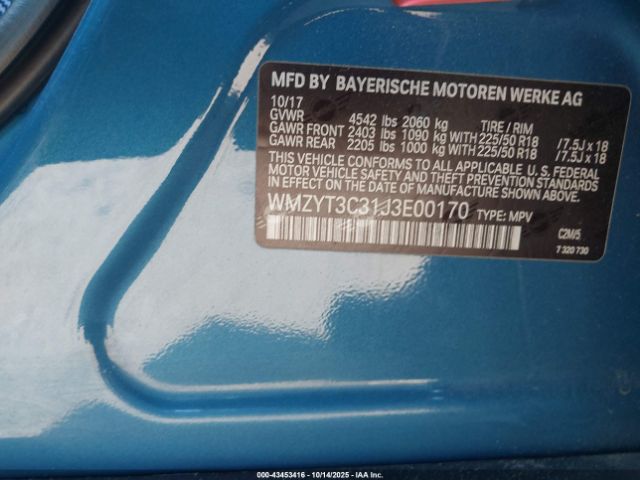 MFD BY BAYERISCHE MOTOREN WERKE AG
10/17
GVWR 4542 lbs 2060 kg TIRE / RIM
GAWR FRONT 2403 lbs 1090 kg WITH 225/50 R18 /7.5J x 18
GAWR REAR 2205 lbs 1000 kg WITH 225/50 R18 /7.5J x 18
THIS VEHICLE CONFORMS TO ALL APPLICABLE U.S. FEDERAL
MOTOR VEHICLE SAFETY AND THEFT PREVENTION STANDARDS
IN EFFECT ON THE DATE OF MANUFACTURE SHOWN ABOVE.
WMZYT3C31J3E00170 TYPE: MPV
C2M/5
7 320 730
000-43453416 - 10/14/2025 - IAA Inc.